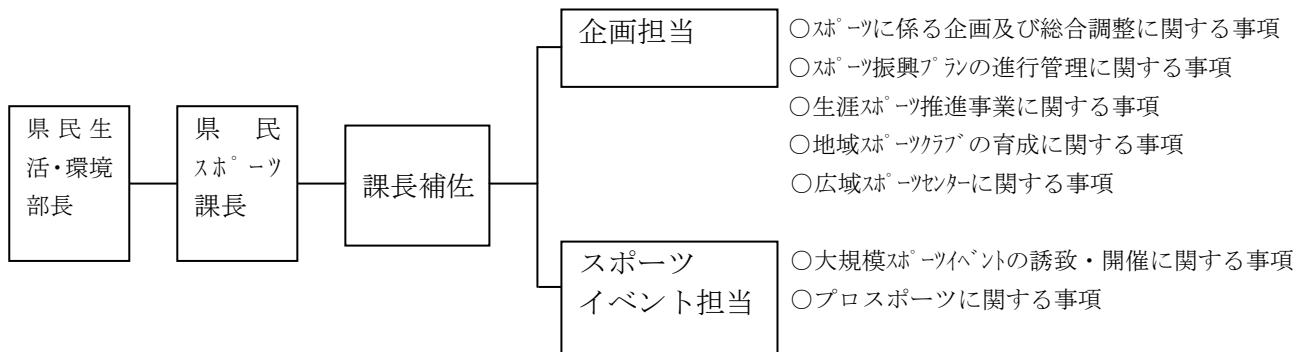 県民生
活・環境
部長
県　民
ｽﾎﾟｰﾂ
課長
課長補佐
企画担当
○ｽﾎﾟｰﾂに係る企画及び総合調整に関する事項
○ｽﾎﾟｰﾂ振興ﾌﾟﾗﾝの進行管理に関する事項
○生涯ｽﾎﾟｰﾂ推進事業に関する事項
○地域ｽﾎﾟｰﾂｸﾗﾌﾞの育成に関する事項
○広域ｽﾎﾟｰﾂｾﾝﾀｰに関する事項
スポーツ
イベント担当
○大規模ｽﾎﾟｰﾂｲﾍﾞﾝﾄの誘致・開催に関する事項
○プロスポーツに関する事項